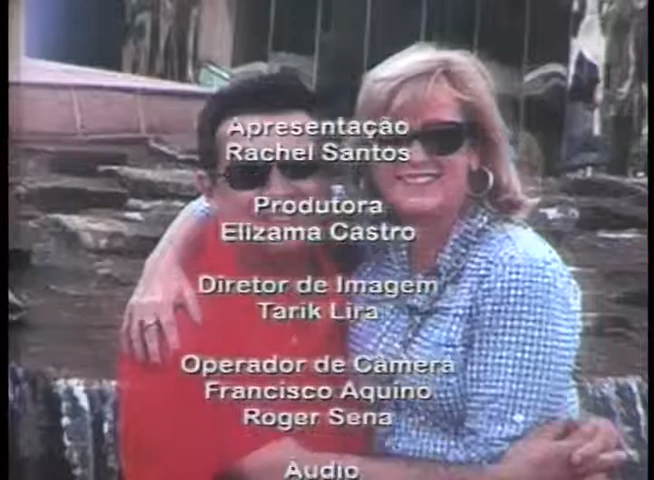 Apresentação
Rachel Santos
Produtora
Elizama Castro
Diretor de Imagem
Tarik Lira
Operador de Câmera
Francisco Aquino
Roger Sena
Áudio